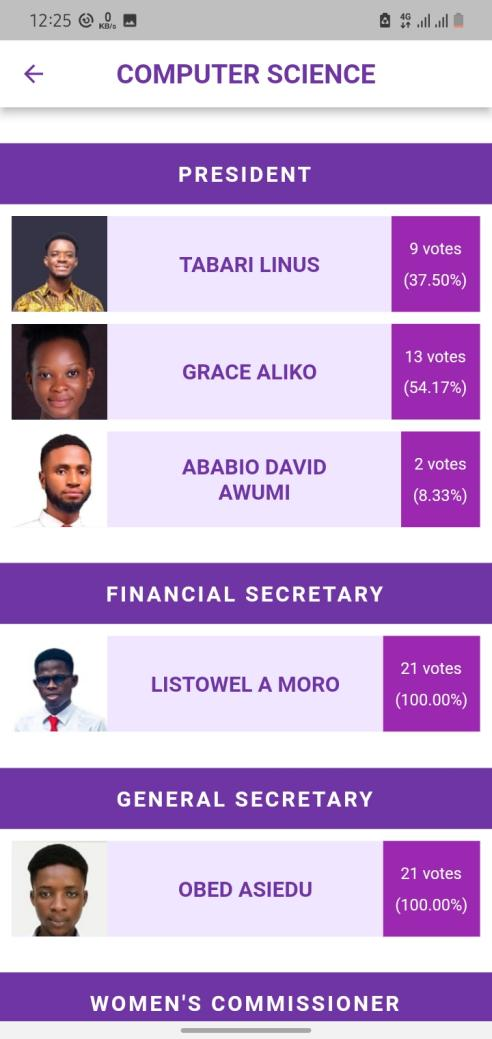 12:25 0 KB/s 4G
COMPUTER SCIENCE
PRESIDENT
TABARI LINUS
9 votes
(37.50%)
GRACE ALIKO
13 votes
(54.17%)
ABABIO DAVID
AWUMI
2 votes
(8.33%)
FINANCIAL SECRETARY
LISTOWEL A MORO
21 votes
(100.00%)
GENERAL SECRETARY
OBED ASIEDU
21 votes
(100.00%)
WOMEN'S COMMISSIONER